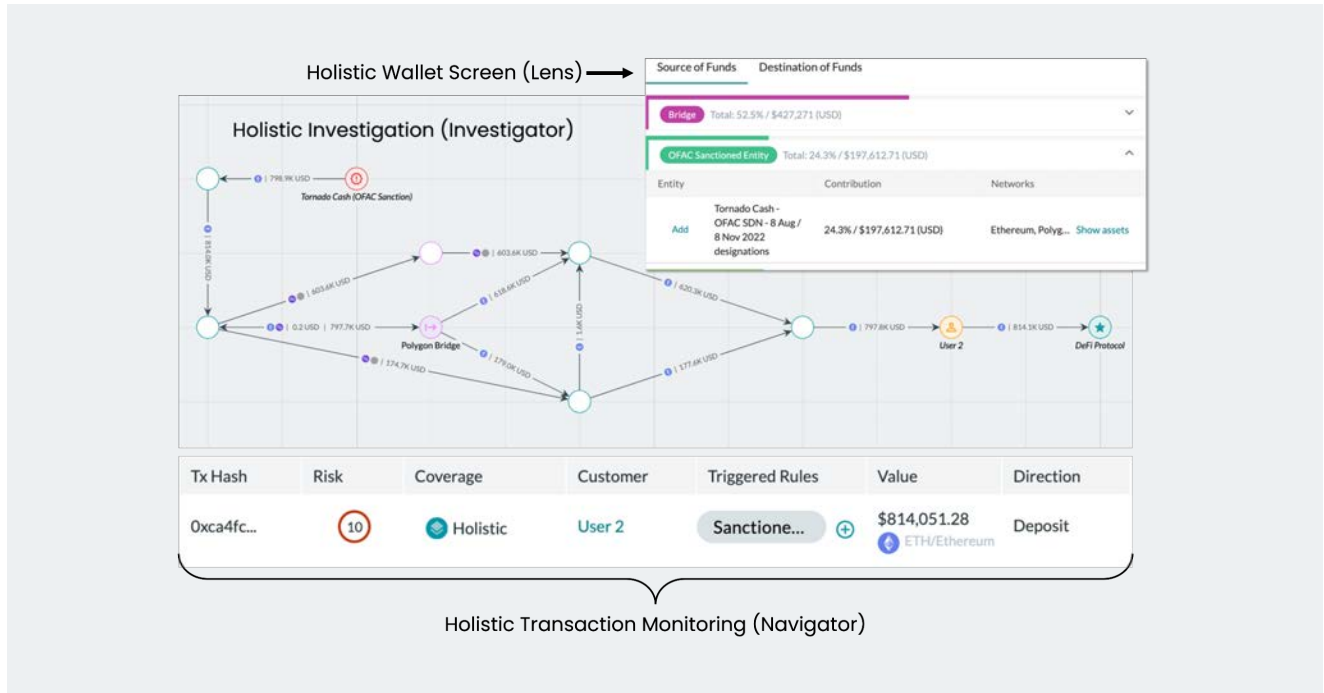 Holistic Wallet Screen (Lens)
Source of Funds Destination of Funds
Bridge Total: 52.5% / $427,271 (USD)
OFAC Sanctioned Entity Total: 24.3% / $197,612.71 (USD)
Entity Contribution Networks
Add
Tornado Cash -
OFAC SDN - 8 Aug /
8 Nov 2022
designations
24.3% / $197,612.71 (USD)
Ethereum, Polyg... Show assets
Holistic Investigation (Investigator)
| 798.9K USD
Tornado Cash (OFAC Sanction)
| 814.0K USD
| 603.6K USD
| 603.6K USD
| 618.6K USD
| 620.3K USD
| 0.2 USD | 797.7K USD
Polygon Bridge
| 1.6K USD
| 179.0K USD
| 174.7K USD
| 177.6K USD
| 797.8K USD
User 2
| 814.1K USD
DeFi Protocol
Tx Hash Risk Coverage Customer Triggered Rules Value Direction
0xca4fc... 10 Holistic User 2 Sanctione... $814,051.28 Deposit
ETH/Ethereum
Holistic Transaction Monitoring (Navigator)